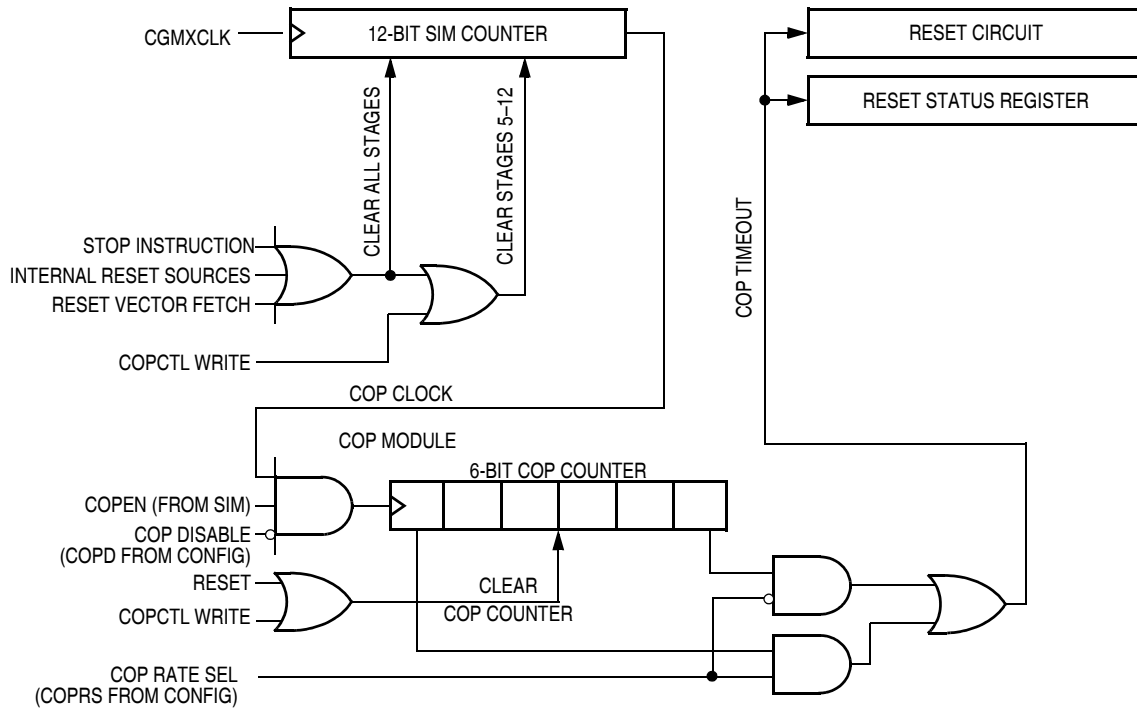 CGMXCLK
12-BIT SIM COUNTER
RESET CIRCUIT
RESET STATUS REGISTER
CLEAR ALL STAGES
CLEAR STAGES 5–12
COP TIMEOUT
STOP INSTRUCTION
INTERNAL RESET SOURCES
RESET VECTOR FETCH
COPCTL WRITE
COP CLOCK
COP MODULE
6-BIT COP COUNTER
COPEN (FROM SIM)
COP DISABLE
(COPD FROM CONFIG)
RESET
COPCTL WRITE
CLEAR
COP COUNTER
COP RATE SEL
(COPRS FROM CONFIG)